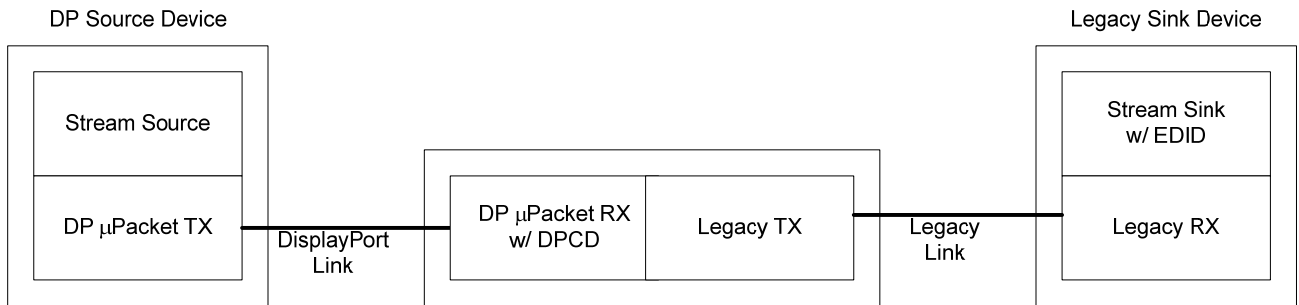 DP Source Device
Legacy Sink Device
Stream Source
DP μPacket TX
DisplayPort
Link
DP μPacket RX
w/ DPCD
Legacy TX
Legacy
Link
Stream Sink
w/ EDID
Legacy RX